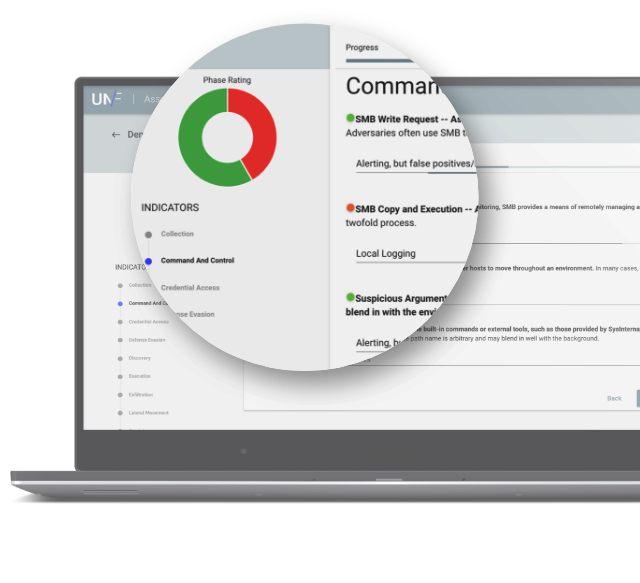 Progress
Phase Rating
Comman
UN
Ass
SMB Write Request -- As
Adversaries often use SMB t
← Der
Alerting, but false positives/
INDICATORS
SMB Copy and Execution --
itoring, SMB provides a means of remotely managing a
twofold process.
Collection
Local Logging
Command And Control
INDICATO
er hosts to move throughout an environment. In many cases,
Collection
Credential Access
Suspicious Argument
Command And Co
blend in with the envi
nse Evasion
Credential Access
built-in commands or external tools, such as those provided by SysInterna
e path name is arbitrary and may blend in well with the background.
Defense Evasion
Alerting, b
Discovery
Execution
Exfiltration
Back
Lateral Movement